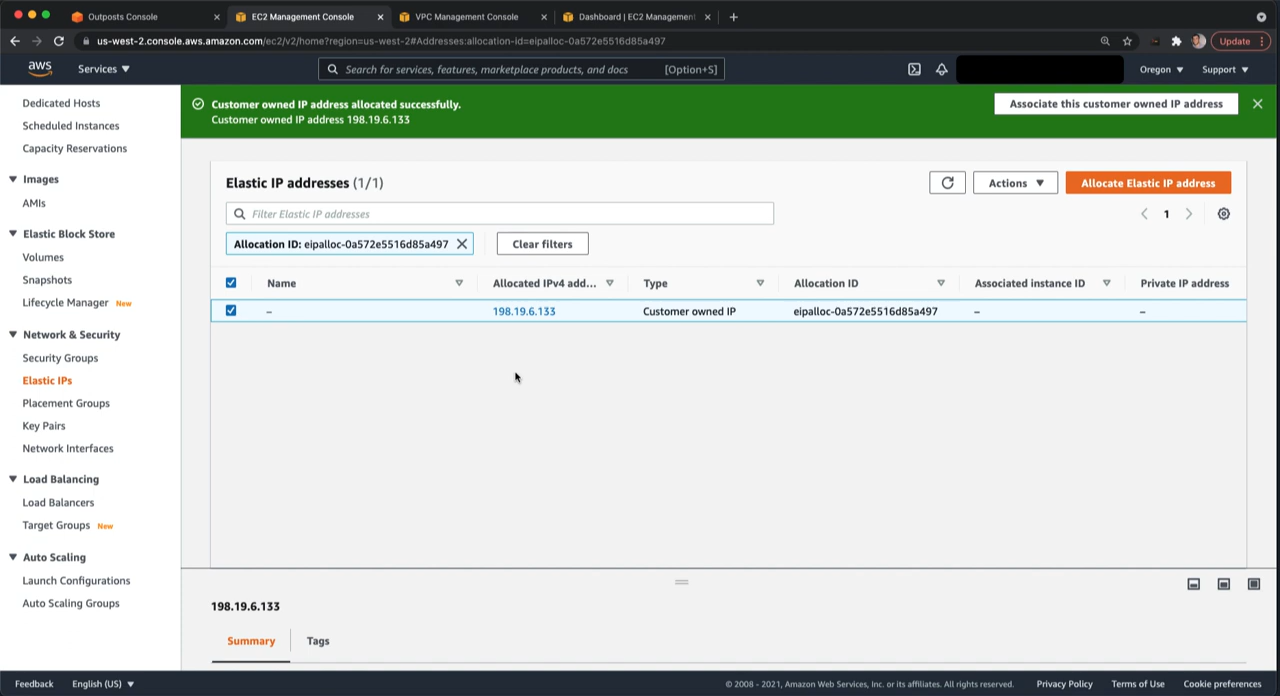 Outposts Console
EC2 Management Console
VPC Management Console
Dashboard | EC2 Management
us-west-2.console.aws.amazon.com/ec2/v2/home?region=us-west-2#Addresses:allocation-id=eipalloc-0a572e5516d85a497
Update
aws
Services
Search for services, features, marketplace products, and docs
[Option+S]
Oregon
Support
Dedicated Hosts
Scheduled Instances
Capacity Reservations
Images
AMIs
Elastic Block Store
Volumes
Snapshots
Lifecycle Manager New
Network & Security
Security Groups
Elastic IPs
Placement Groups
Key Pairs
Network Interfaces
Load Balancing
Load Balancers
Target Groups New
Auto Scaling
Launch Configurations
Auto Scaling Groups
Customer owned IP address allocated successfully.
Customer owned IP address 198.19.6.133
Associate this customer owned IP address
Elastic IP addresses (1/1)
Actions
Allocate Elastic IP address
Filter Elastic IP addresses
1
Allocation ID: eipalloc-0a572e5516d85a497
Clear filters
Name
Allocated IPv4 add...
Type
Allocation ID
Associated instance ID
Private IP address
–
198.19.6.133
Customer owned IP
eipalloc-0a572e5516d85a497
–
–
198.19.6.133
Summary
Tags
Feedback
English (US)
© 2008 - 2021, Amazon Web Services, Inc. or its affiliates. All rights reserved.
Privacy Policy
Terms of Use
Cookie preferences